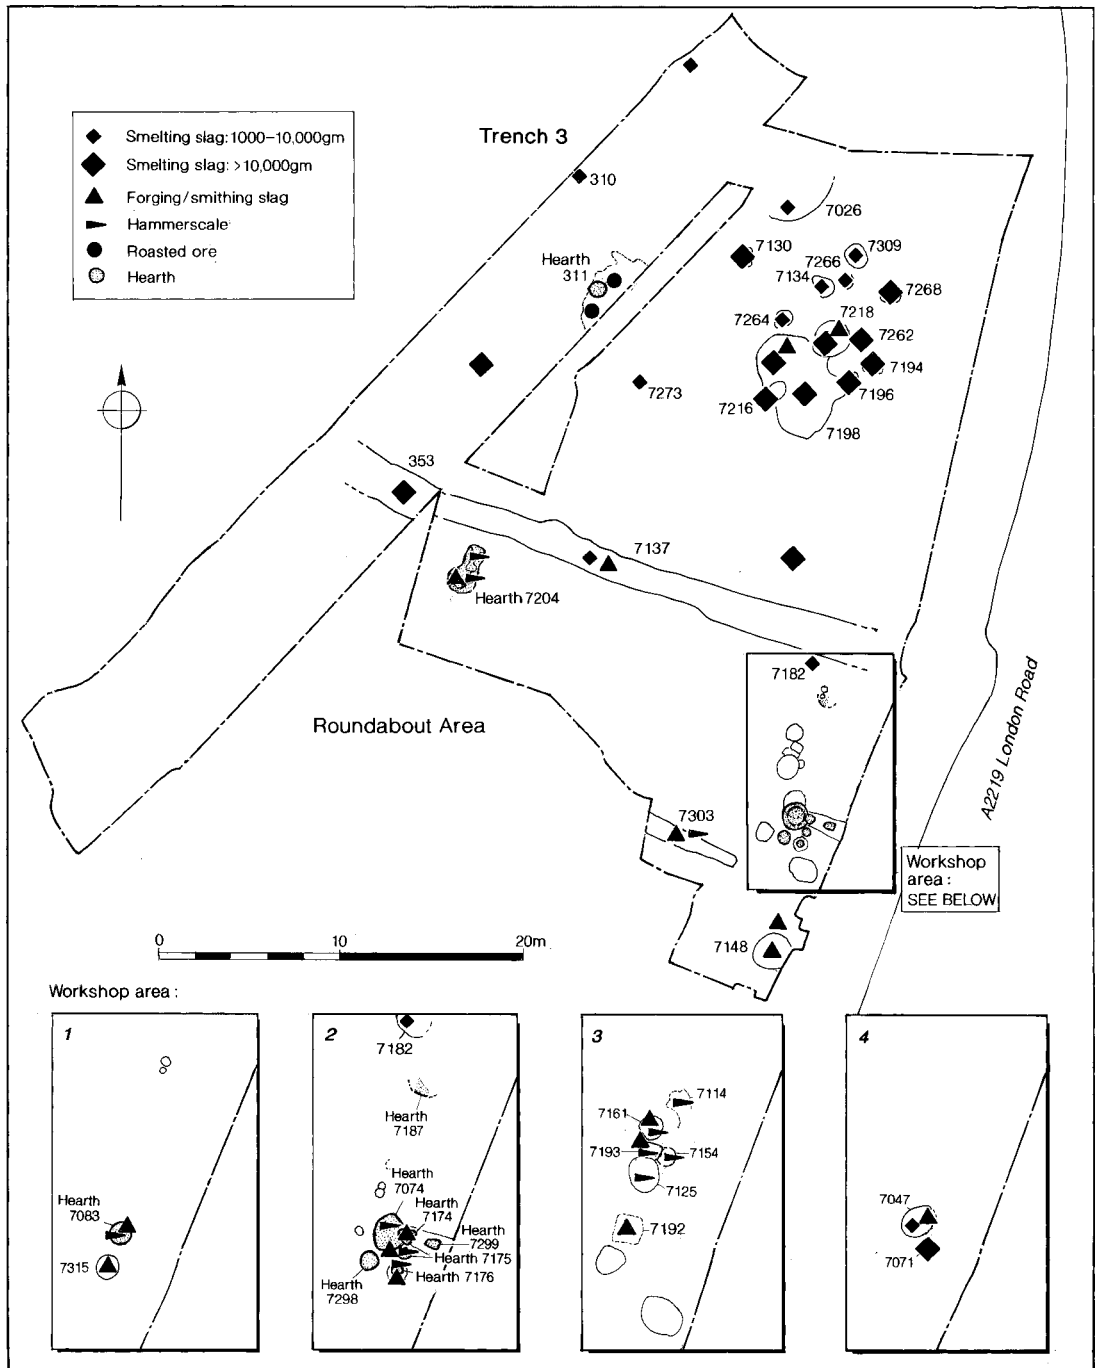 Smelting slag: 1000–10,000gm
Smelting slag: >10,000gm
Forging/smithing slag
Hammerscale
Roasted ore
Hearth
Trench 3
310
7026
7130
7309
7266
7134
7268
Hearth
311
7264
7218
7262
7194
7196
7216
7198
7273
353
7137
Hearth 7204
7182
Roundabout Area
A2219 London Road
7303
Workshop
area :
SEE BELOW
7148
0 10 20m
Workshop area :
1
Hearth
7083
7315
2
7182
Hearth
7187
Hearth
7074
Hearth
7174
Hearth
7299
Hearth 7175
Hearth 7176
Hearth
7298
3
7114
7161
7193
7154
7125
7192
4
7047
7071